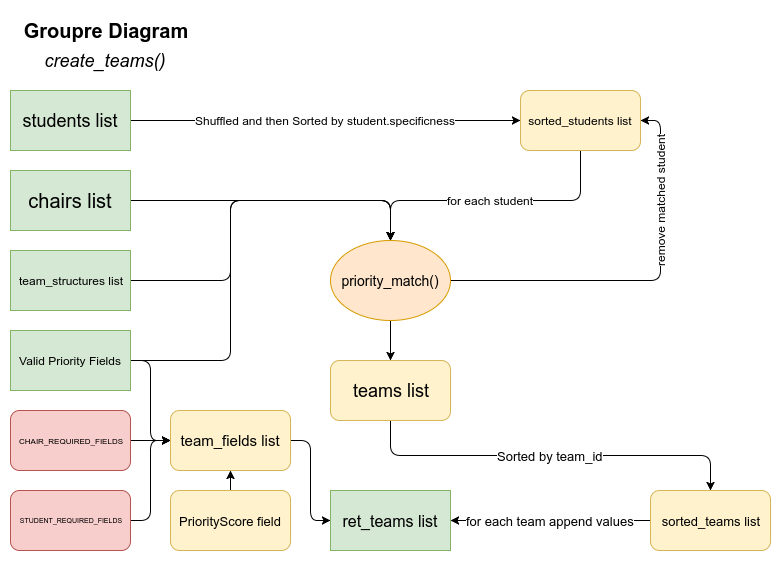 Groupre Diagram
create_teams()
students list
Shuffled and then Sorted by student.specificness
sorted_students list
remove matched student
chairs list
for each student
team_structures list
priority_match()
Valid Priority Fields
teams list
CHAIR_REQUIRED_FIELDS
team_fields list
Sorted by team_id
STUDENT_REQUIRED_FIELDS
PriorityScore field
ret_teams list
for each team append values
sorted_teams list